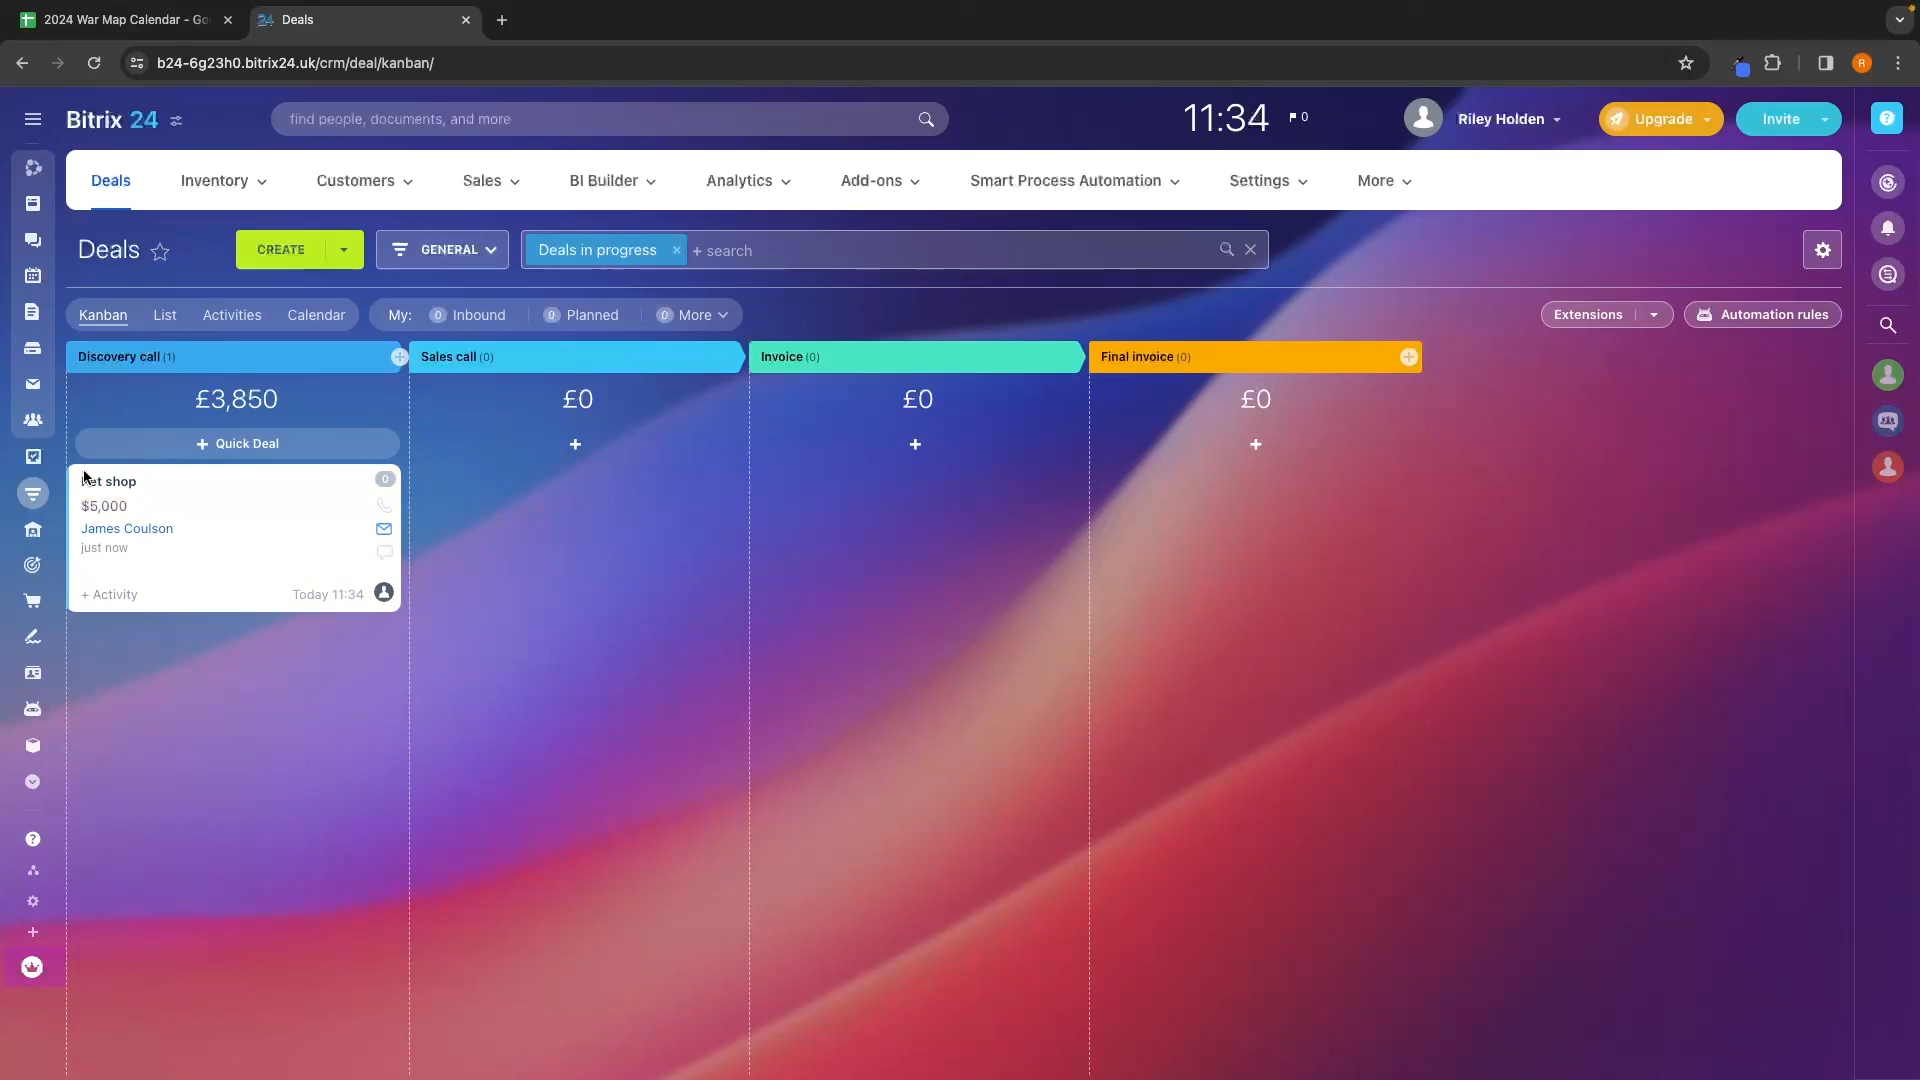 2024 War Map Calendar - Go
24 Deals
b24-6g23h0.bitrix24.uk/crm/deal/kanban/
R
Bitrix 24
find people, documents, and more
11:34
0
Riley Holden
Upgrade
Invite
Deals
Inventory
Customers
Sales
BI Builder
Analytics
Add-ons
Smart Process Automation
Settings
More
Deals
CREATE
GENERAL
Deals in progress
+ search
Kanban
List
Activities
Calendar
My:
0 Inbound
0 Planned
0 More
Extensions
Automation rules
Discovery call (1)
Sales call (0)
Invoice (0)
Final invoice (0)
£3,850
£0
£0
£0
+ Quick Deal
+
+
+
et shop
0
$5,000
James Coulson
just now
+ Activity
Today 11:34